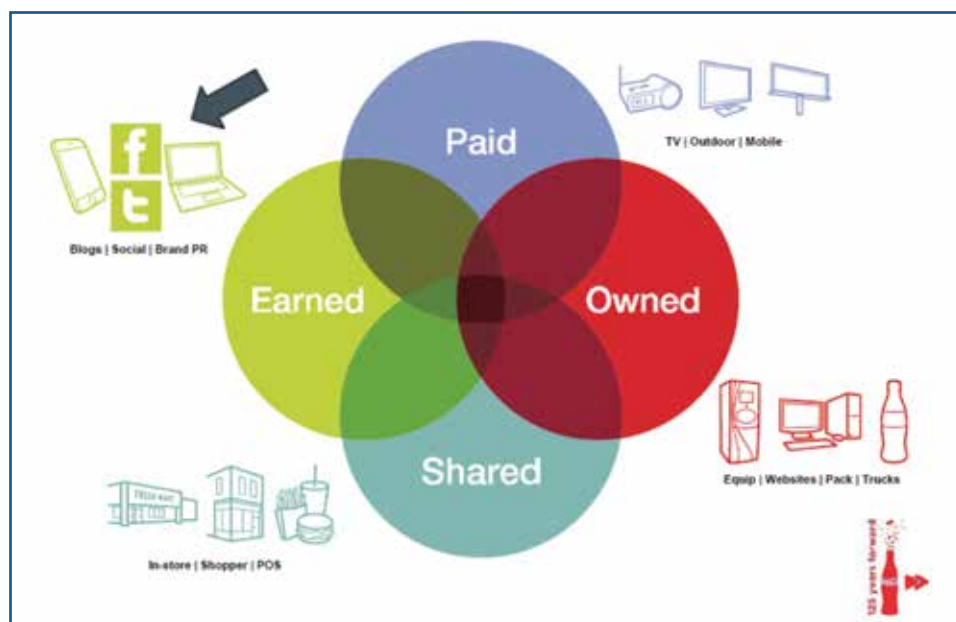 Paid
TV | Outdoor | Mobile
f
t
Blogs | Social | Brand PR
Earned
Owned
Equip | Websites | Pack | Trucks
Shared
In-store | Shopper | POS
125 years forward